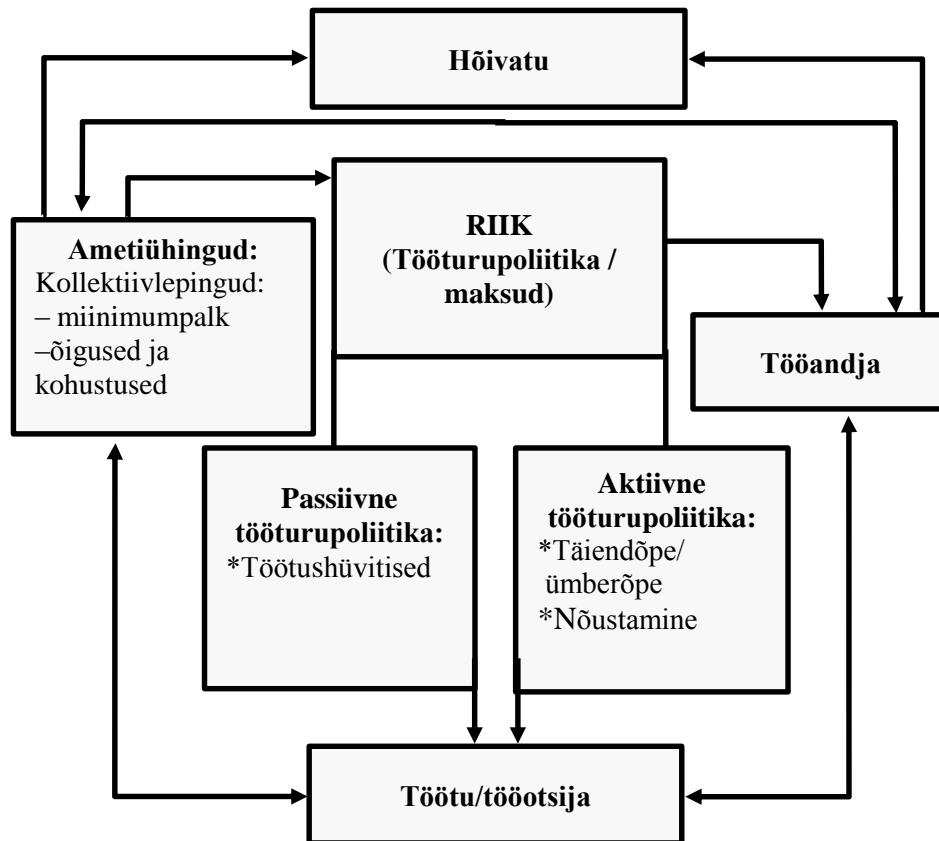 Hõivatu
RIIK
(Tööturupoliitika /
maksud)
Ametiühingud:
Kollektiivlepingud:
– miinimumpalk
–õigused ja
kohustused
Tööandja
Passiivne
tööturupoliitika:
*Töötushüvitised
Aktiivne
tööturupoliitika:
*Täiendõpe/
ümberõpe
*Nõustamine
Töötu/tööotsija